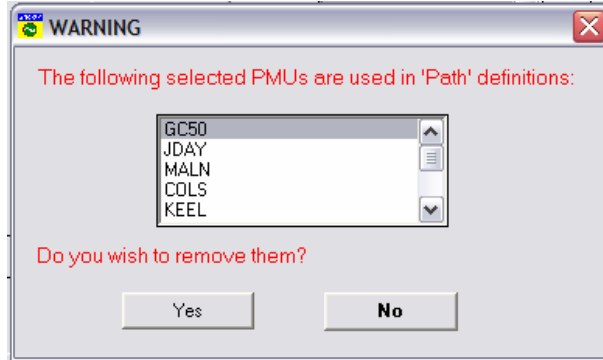 WARNING
The following selected PMUs are used in 'Path' definitions:
GC50
JDAY
MALN
COLS
KEEL
Do you wish to remove them?
Yes No